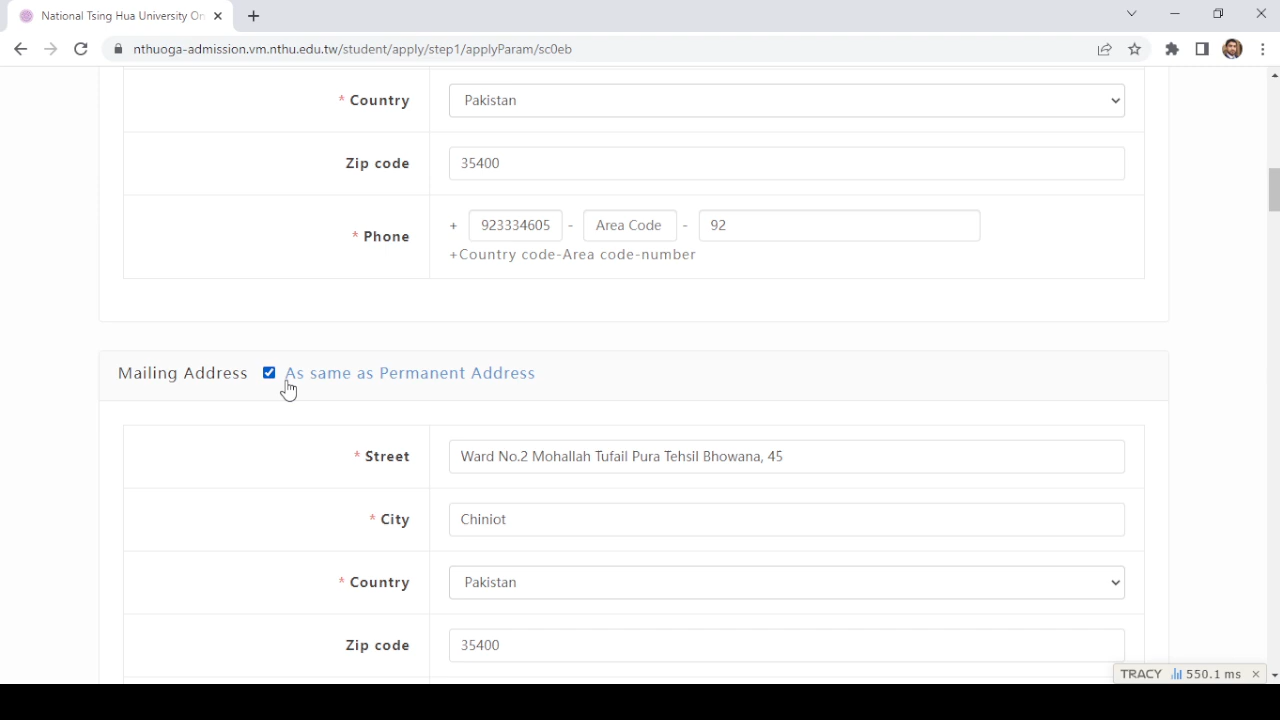 National Tsing Hua University Or
nthuoga-admission.vm.nthu.edu.tw/student/apply/step1/applyParam/sc0eb
* Country Pakistan
Zip code 35400
* Phone + 923334605 - Area Code - 92
+Country code-Area code-number
Mailing Address As same as Permanent Address
* Street Ward No.2 Mohallah Tufail Pura Tehsil Bhowana, 45
* City Chiniot
* Country Pakistan
Zip code 35400
TRACY 550.1 ms